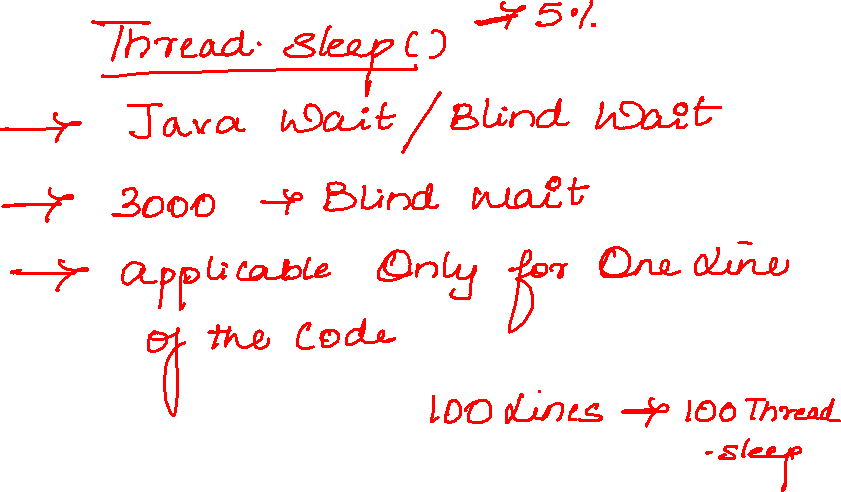 Thread. Sleep() → 5%
→ Java Wait / Blind Wait
→ 3000 → Blind wait
→ applicable Only for One Line
of the Code
100 Lines → 100 Thread
.sleep